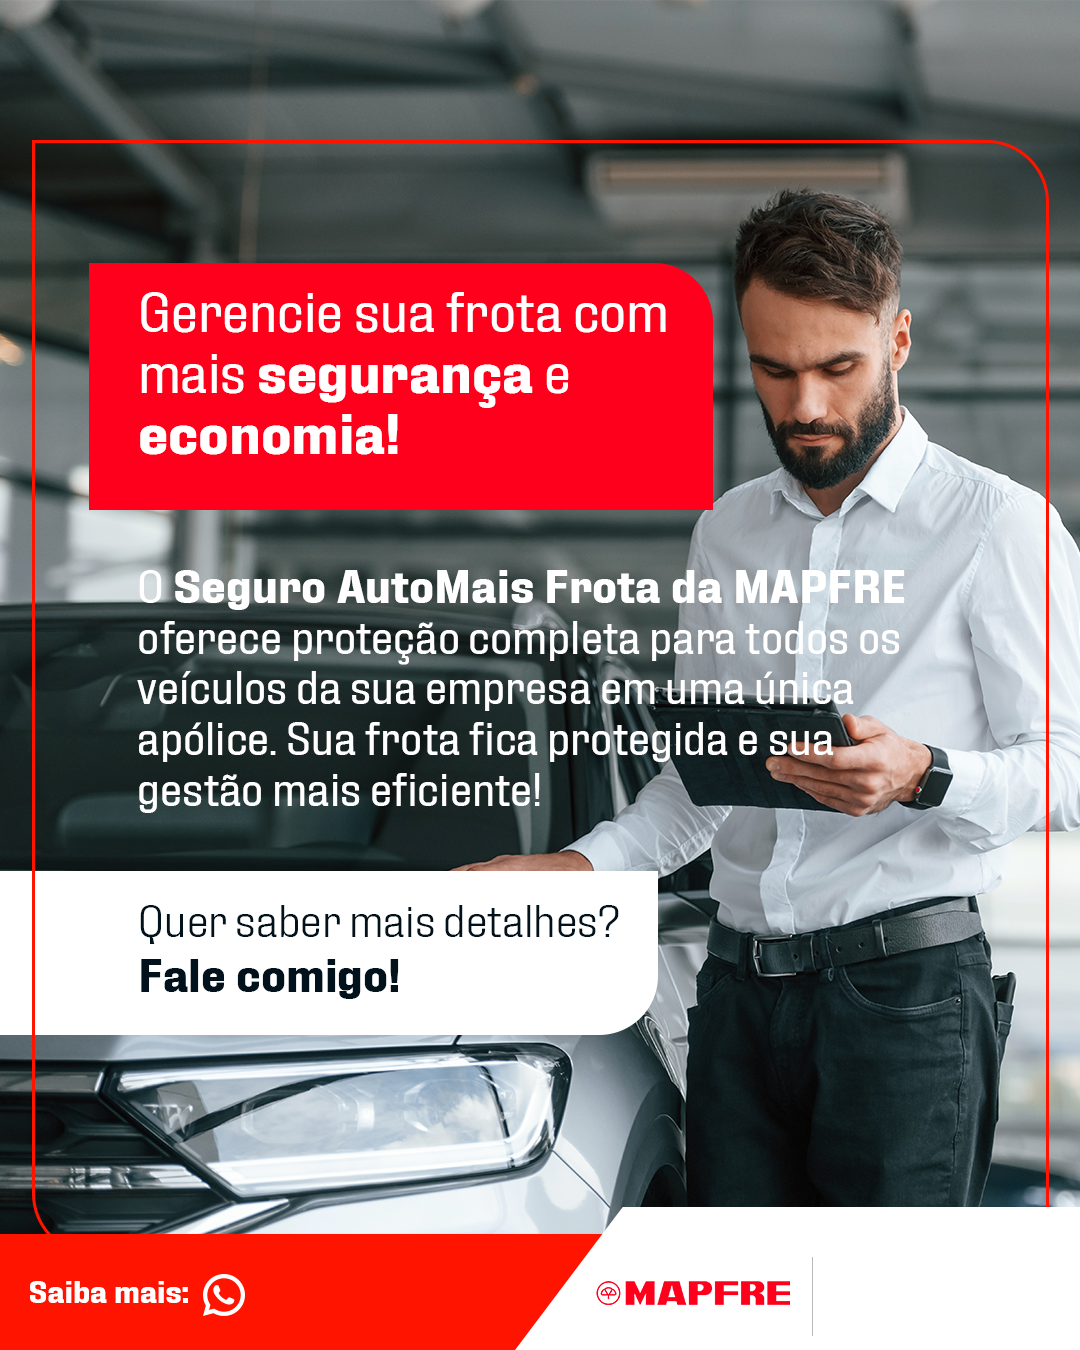 Gerencie sua frota com
mais segurança e
economia!
O Seguro AutoMais Frota da MAPFRE
oferece proteção completa para todos os
veículos da sua empresa em uma única
apólice. Sua frota fica protegida e sua
gestão mais eficiente!
Quer saber mais detalhes?
Fale comigo!
Saiba mais:
MAPFRE